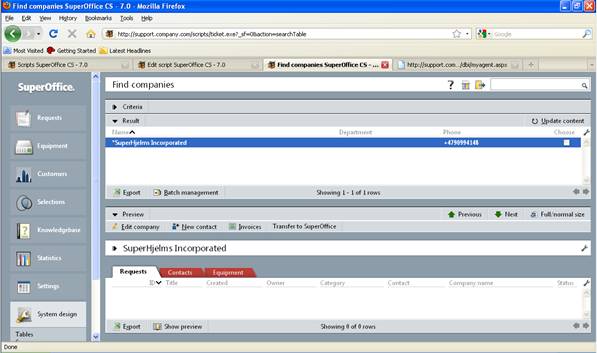 Find companies SuperOffice CS - 7.0 - Mozilla Firefox
File Edit View History Bookmarks Tools Help
http://support.company.com/scripts/ticket.exe?_sf=0&action=searchTable
Google
Most Visited Getting Started Latest Headlines
Scripts SuperOffice CS - 7.0 Edit script SuperOffice CS - 7.0 Find companies SuperOffice CS - ... http://support.com.../dbi/myagent.aspx
SuperOffice.
Find companies
Requests
Criteria
Result Update content
Equipment
Name Department Phone Choose
*SuperHjelms Incorporated +4790994146
Customers
Selections
Export Batch management Showing 1 - 1 of 1 rows
Preview Previous Next Full/normal size
Knowledgebase
Edit company New contact Invoices Transfer to SuperOffice
SuperHjelms Incorporated
Statistics
Requests Contacts Equipment
Settings
ID Title Created Owner Category Contact Company name Status
System design
Export Show preview Showing 0 of 0 rows
Tables
Done